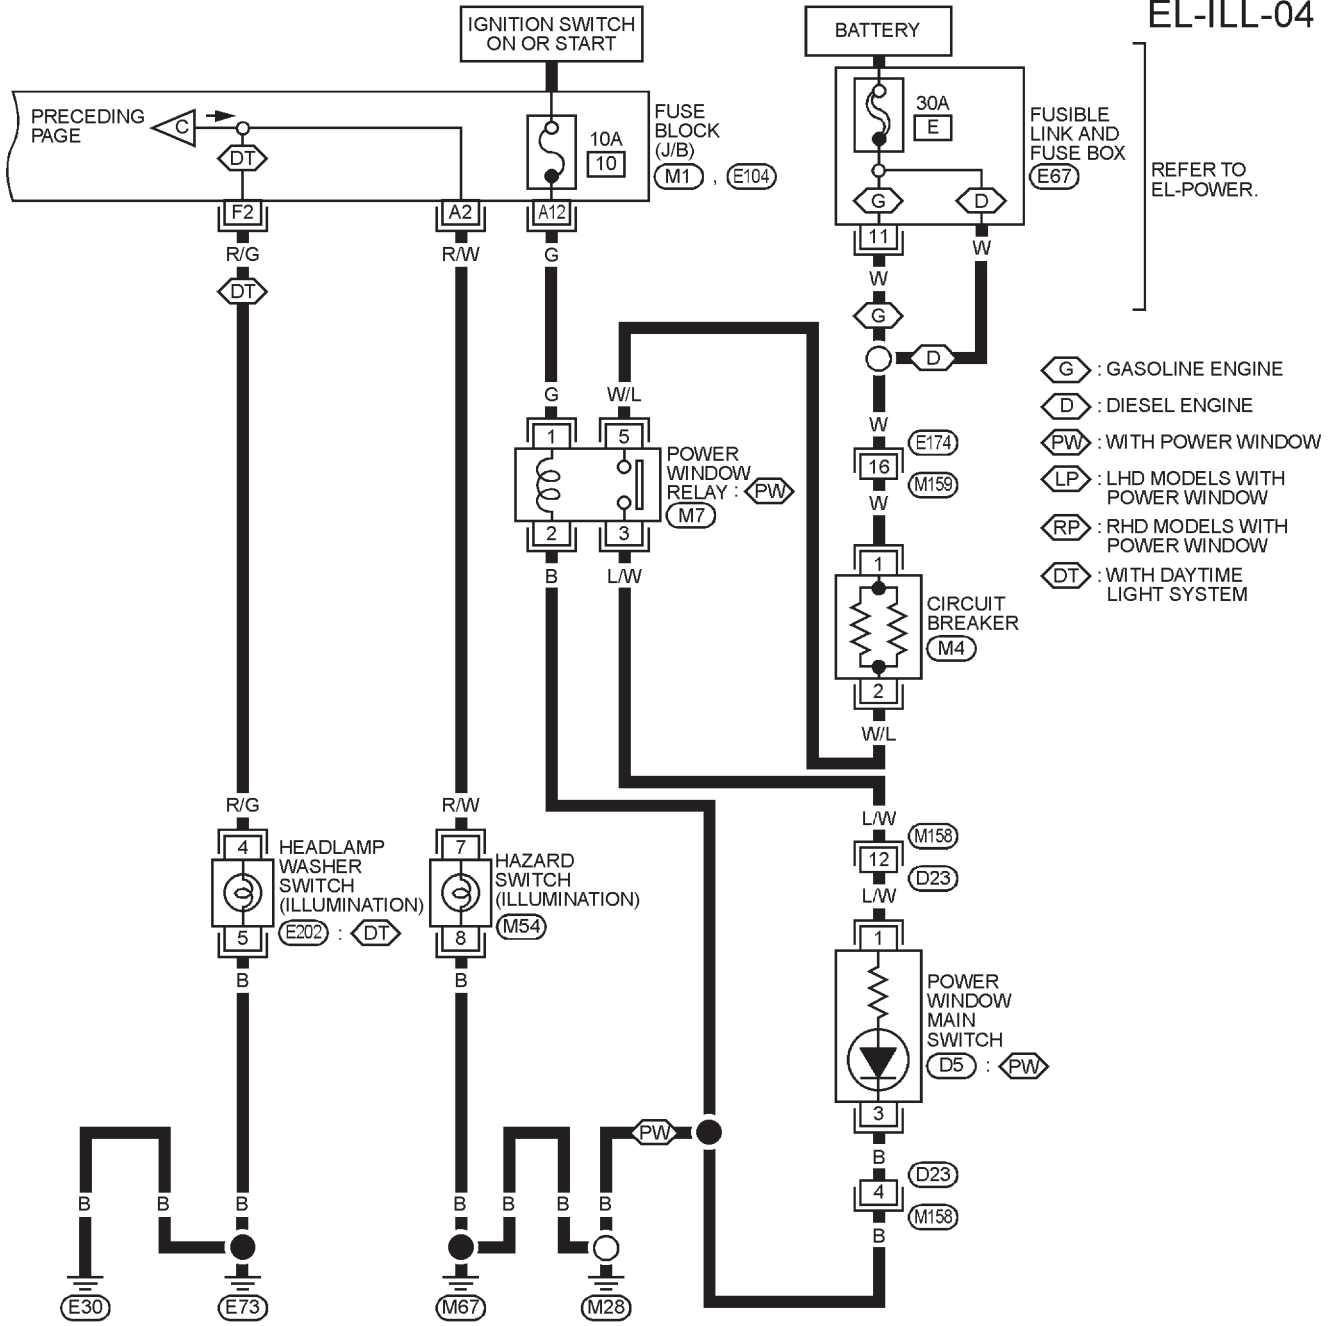 EL-ILL-04
IGNITION SWITCH
ON OR START
BATTERY
PRECEDING
PAGE
C
DT
10A
10
FUSE
BLOCK
(J/B)
M1 , E104
30A
E
FUSIBLE
LINK AND
FUSE BOX
E67
REFER TO
EL-POWER.
G
D
F2
A2
A12
11
R/G
R/W
G
W
W
DT
G
D
G : GASOLINE ENGINE
D : DIESEL ENGINE
PW : WITH POWER WINDOW
LP : LHD MODELS WITH
POWER WINDOW
RP : RHD MODELS WITH
POWER WINDOW
DT : WITH DAYTIME
LIGHT SYSTEM
G
W/L
W
1
5
POWER
WINDOW
RELAY : PW
M7
E174
16
M159
W
2
3
B
L/W
1
CIRCUIT
BREAKER
M4
2
W/L
R/G
R/W
L/W
4
HEADLAMP
WASHER
SWITCH
(ILLUMINATION)
E202 : DT
5
7
HAZARD
SWITCH
(ILLUMINATION)
M54
8
M158
12
D23
L/W
1
B
B
POWER
WINDOW
MAIN
SWITCH
D5 : PW
3
PW
B
D23
4
M158
B
B
B
B
B
B
B
B
E30
E73
M67
M28